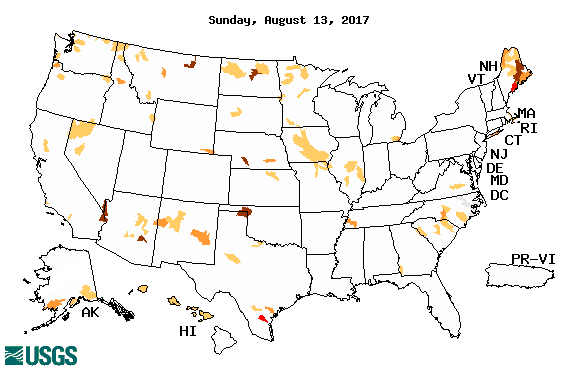 Sunday, August 13, 2017
NH
VT
MA
RI
CT
NJ
DE
MD
DC
PR-VI
AK
HI
USGS